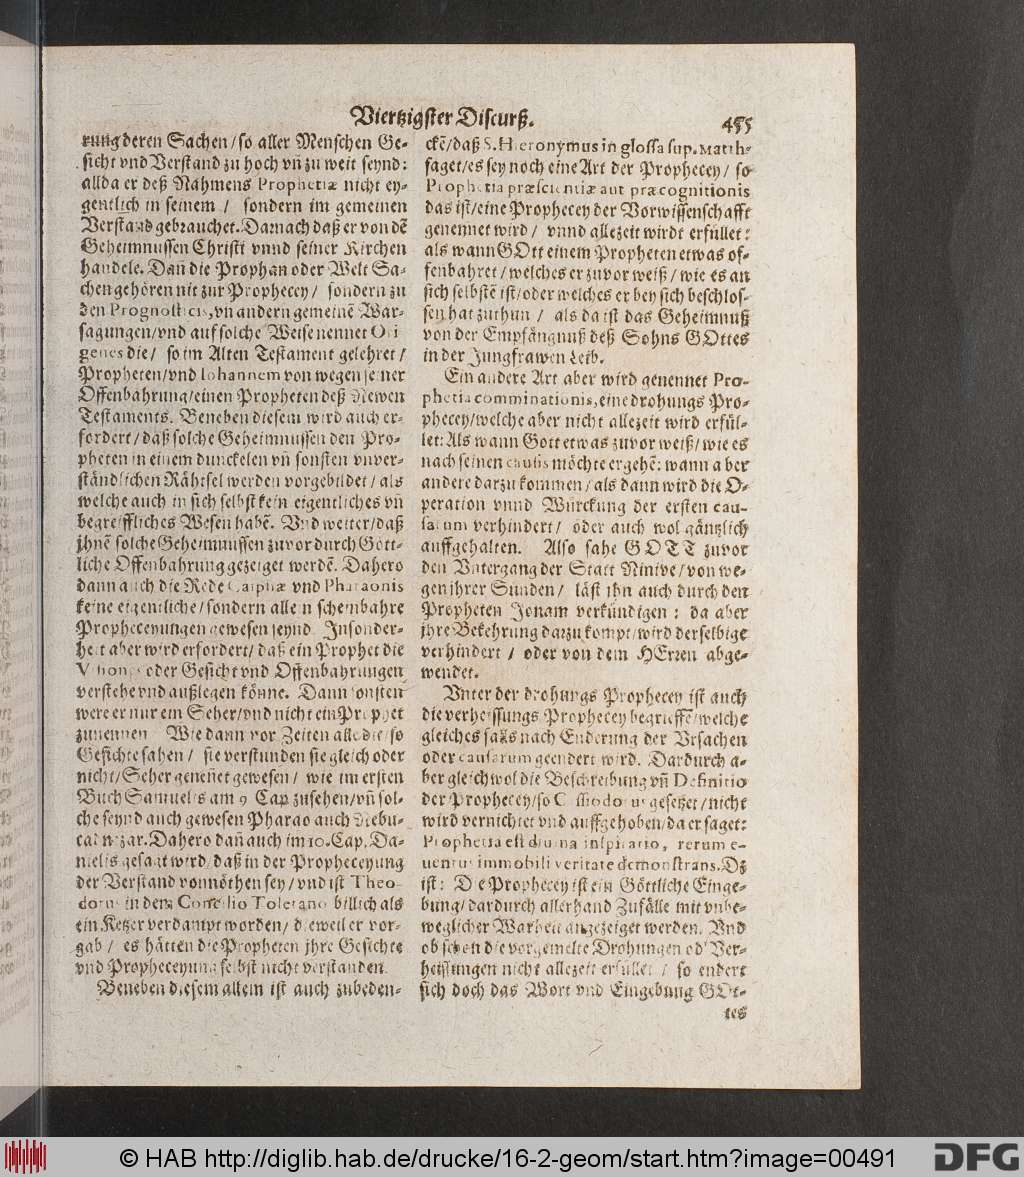 Viertzigster Discurß. 455
rung deren Sachen / so aller Menschen Ge-
sicht vnd Verstand zu hoch vñ zu weit seynd:
allda er deß Nahmens Prophetiæ nicht ey-
gentlich in seinem / sondern im gemeinen
Verstand gebrauchet. Darnach daß er von dẽ
Geheimnussen Christi vnnd seiner Kirchen
handele. Dañ die Prophan oder Welt Sa-
chen gehören nit zur Prophecey / sondern zu
den Prognosticis, vñ andern gemeinẽ War-
sagungen / vnd auf solche Weise nennet Ori
genes die / so im Alten Testament gelehret /
Propheten / vnd Iohannem von wegen seiner
Offenbahrung / einen Propheten deß Newen
Testaments. Beneben diesem wird auch er-
fordert / daß solche Geheimnussen den Pro-
pheten in einem dunckelen vñ sonsten vnver-
ständlichen Rähtsel werden vorgebildet / als
welche auch in sich selbst kein eigentliches vñ
begreiffliches Wesen habẽ. Vnd weiter / daß
jhnẽ solche Geheimnussen zuvor durch Gött-
liche Offenbahrung gezeiget werdẽ. Dahero
dann auch die Rede Caiphæ vnd Pharaonis
keine eigentliche / sondern allein scheinbahre
Propheceyungen gewesen seynd. Insonder-
heit aber wird erfordert / daß ein Prophet die
Visiones oder Gesicht vnd Offenbahrungen
verstehe vnd außlegen könne. Dann sonsten
were er nur ein Seher / vnd nicht ein Prophet
zunennen. Wie dann vor Zeiten alle die / so
Gesichte sahen / sie verstunden sie gleich oder
nicht / Seher geneñet gewesen / wie im ersten
Buch Samuelis am 9. Cap. zusehen / vñ sol-
che seynd auch gewesen Pharao auch Nebu-
cadnezar. Dahero dañ auch im 10. Cap. Da-
nielis gesagt wird, daß in der Propheceyung
der Verstand vonnöthen sey / vnd ist Theo-
dorus in dem Concilio Toletano billich als
ein Ketzer verdampt worden / dieweil er vor-
gab / es hätten die Propheten jhre Gesichte
vnd Propheceyung selbst nicht verstanden.
Beneben diesem allem ist auch zubeden-
ckẽ / daß S. Hieronymus in glossa sup. Matth.
saget / es sey noch eine Art der Prophecey / so
Prophetia præscientiæ aut præcognitionis
das ist / eine Prophecey der Vorwissenschafft
genennet wird / vnnd allezeit wirdt erfüllet:
als wann GOtt einem Propheten etwas of-
fenbahret / welches er zuvor weiß / wie es an
sich selbstẽ ist / oder welches er bey sich beschlos-
sen hat zuthun / als da ist das Geheimnuß
von der Empfängnuß deß Sohns GOttes
in der Jungfrawen Leib.
Ein andere Art aber wird genennet Pro-
phetia comminationis, eine drohungs Pro-
phecey / welche aber nicht allezeit wird erfül-
let: Als wann Gott etwas zuvor weiß / wie es
nach seinen causis möchte ergehẽ: wann aber
andere darzu kommen / als dann wird die O-
peration vnnd Würckung der ersten cau-
sarum verhindert / oder auch wol gäntzlich
auffgehalten. Also sahe GOTT zuvor
den Vntergang der Statt Ninive / von we-
gen jhrer Sünden / läst jhn auch durch den
Propheten Jonam verkündigen: da aber
jhre Bekehrung darzu kompt / wird derselbige
verhindert / oder von dem HErren abge-
wendet.
Vnter der drohungs Prophecey ist auch
die verheissungs Prophecey begriffẽ / welche
gleiches fals nach Enderung der Vrsachen
oder causarum geendert wird. Dardurch a-
ber gleichwol die Beschreibung vñ Definitio
der Prophecey / so Cassiodorus gesetzet / nicht
wird vernichtet vnd auffgehoben / da er saget:
Prophetia est diuina inspiratio, rerum e-
uentus immobili veritate demonstrans. Dz
ist: Die Prophecey ist ein Göttliche Einge-
bung / dardurch allerhand Zufälle mit vnbe-
weglicher Warheit angezeiget werden. Vnd
ob schon die vorgemelte Drohungen od' Ver-
heissungen nicht allezeit erfüllet / so endert
sich doch das Wort vnd Eingebung GOt-
tes
© HAB http://diglib.hab.de/drucke/16-2-geom/start.htm?image=00491
DFG